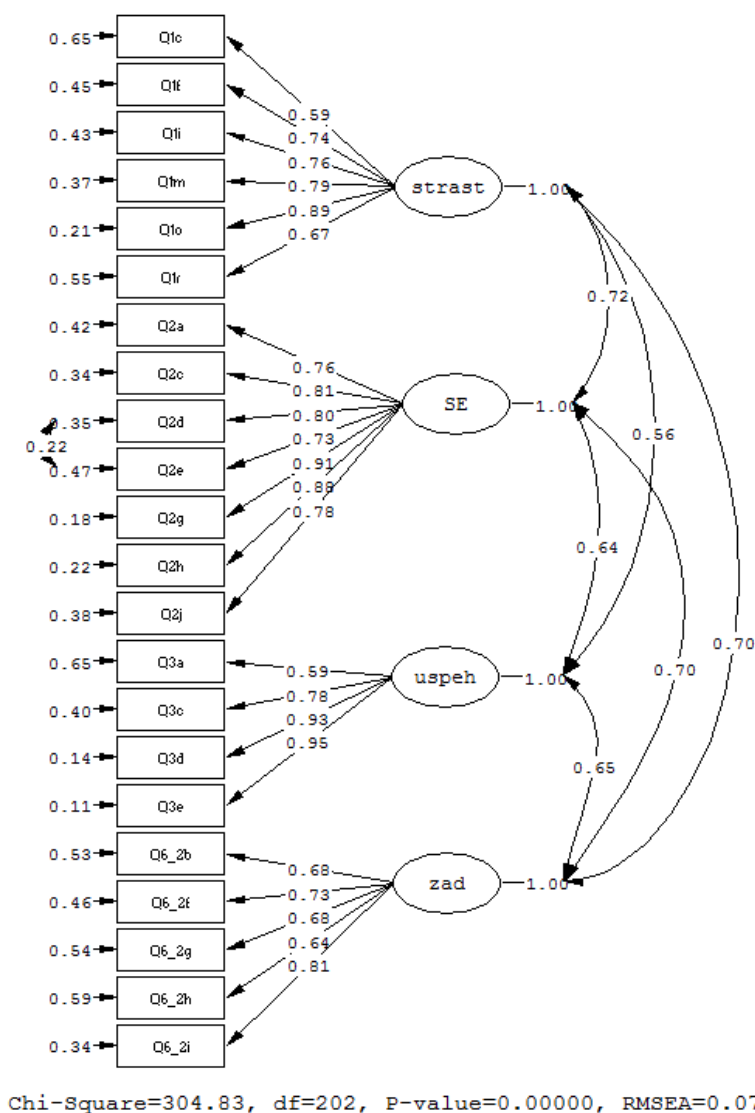 0.65 Q1c
0.45 Q1f
0.43 Q1i
0.37 Q1m
0.21 Q1o
0.55 Q1r
0.42 Q2a
0.34 Q2c
0.35 Q2d
0.22
0.47 Q2e
0.18 Q2g
0.22 Q2h
0.38 Q2j
0.65 Q3a
0.40 Q3c
0.14 Q3d
0.11 Q3e
0.53 Q6_2b
0.46 Q6_2f
0.54 Q6_2g
0.59 Q6_2h
0.34 Q6_2i
0.59
0.74
0.76
0.79
0.89
0.67
0.76
0.81
0.80
0.73
0.91
0.88
0.78
0.59
0.78
0.93
0.95
0.68
0.73
0.68
0.64
0.81
strast 1.00
SE 1.00
uspeh 1.00
zad 1.00
0.72
0.56
0.64
0.70
0.70
0.65
Chi-Square=304.83, df=202, P-value=0.00000, RMSEA=0.07